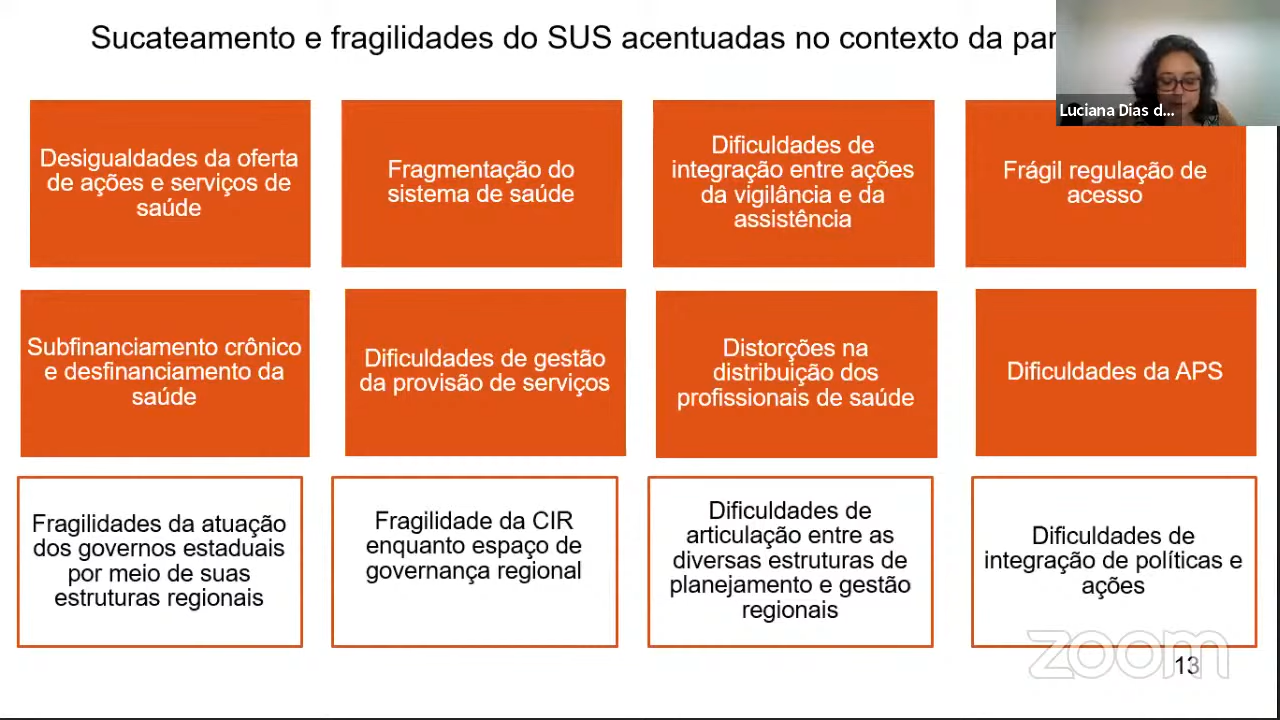 Sucateamento e fragilidades do SUS acentuadas no contexto da
Luciana Dias d...
Desigualdades da oferta
de ações e serviços de
saúde
Fragmentação do
sistema de saúde
Dificuldades de
integração entre ações
da vigilância e da
assistência
Frágil regulação de
acesso
Subfinanciamento crônico
e desfinanciamento da
saúde
Dificuldades de gestão
da provisão de serviços
Distorções na
distribuição dos
profissionais de saúde
Dificuldades da APS
Fragilidades da atuação
dos governos estaduais
por meio de suas
estruturas regionais
Fragilidade da CIR
enquanto espaço de
governança regional
Dificuldades de
articulação entre as
diversas estruturas de
planejamento e gestão
regionais
Dificuldades de
integração de políticas e
ações
zoom
13